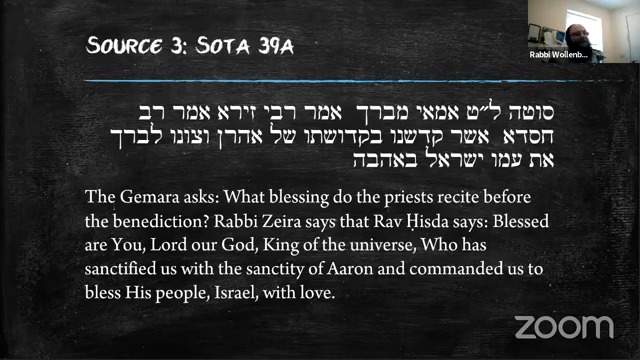 SOURCE 3: SOTA 39A
Rabbi Wollenb...
סוטה ל״ט אמאי מברך אמר רבי זירא אמר רב
חסדא אשר קדשנו בקדושתו של אהרן וצונו לברך
את עמו ישראל באהבה
The Gemara asks: What blessing do the priests recite before
the benediction? Rabbi Zeira says that Rav Ḥisda says: Blessed
are You, Lord our God, King of the universe, Who has
sanctified us with the sanctity of Aaron and commanded us to
bless His people, Israel, with love.
zoom